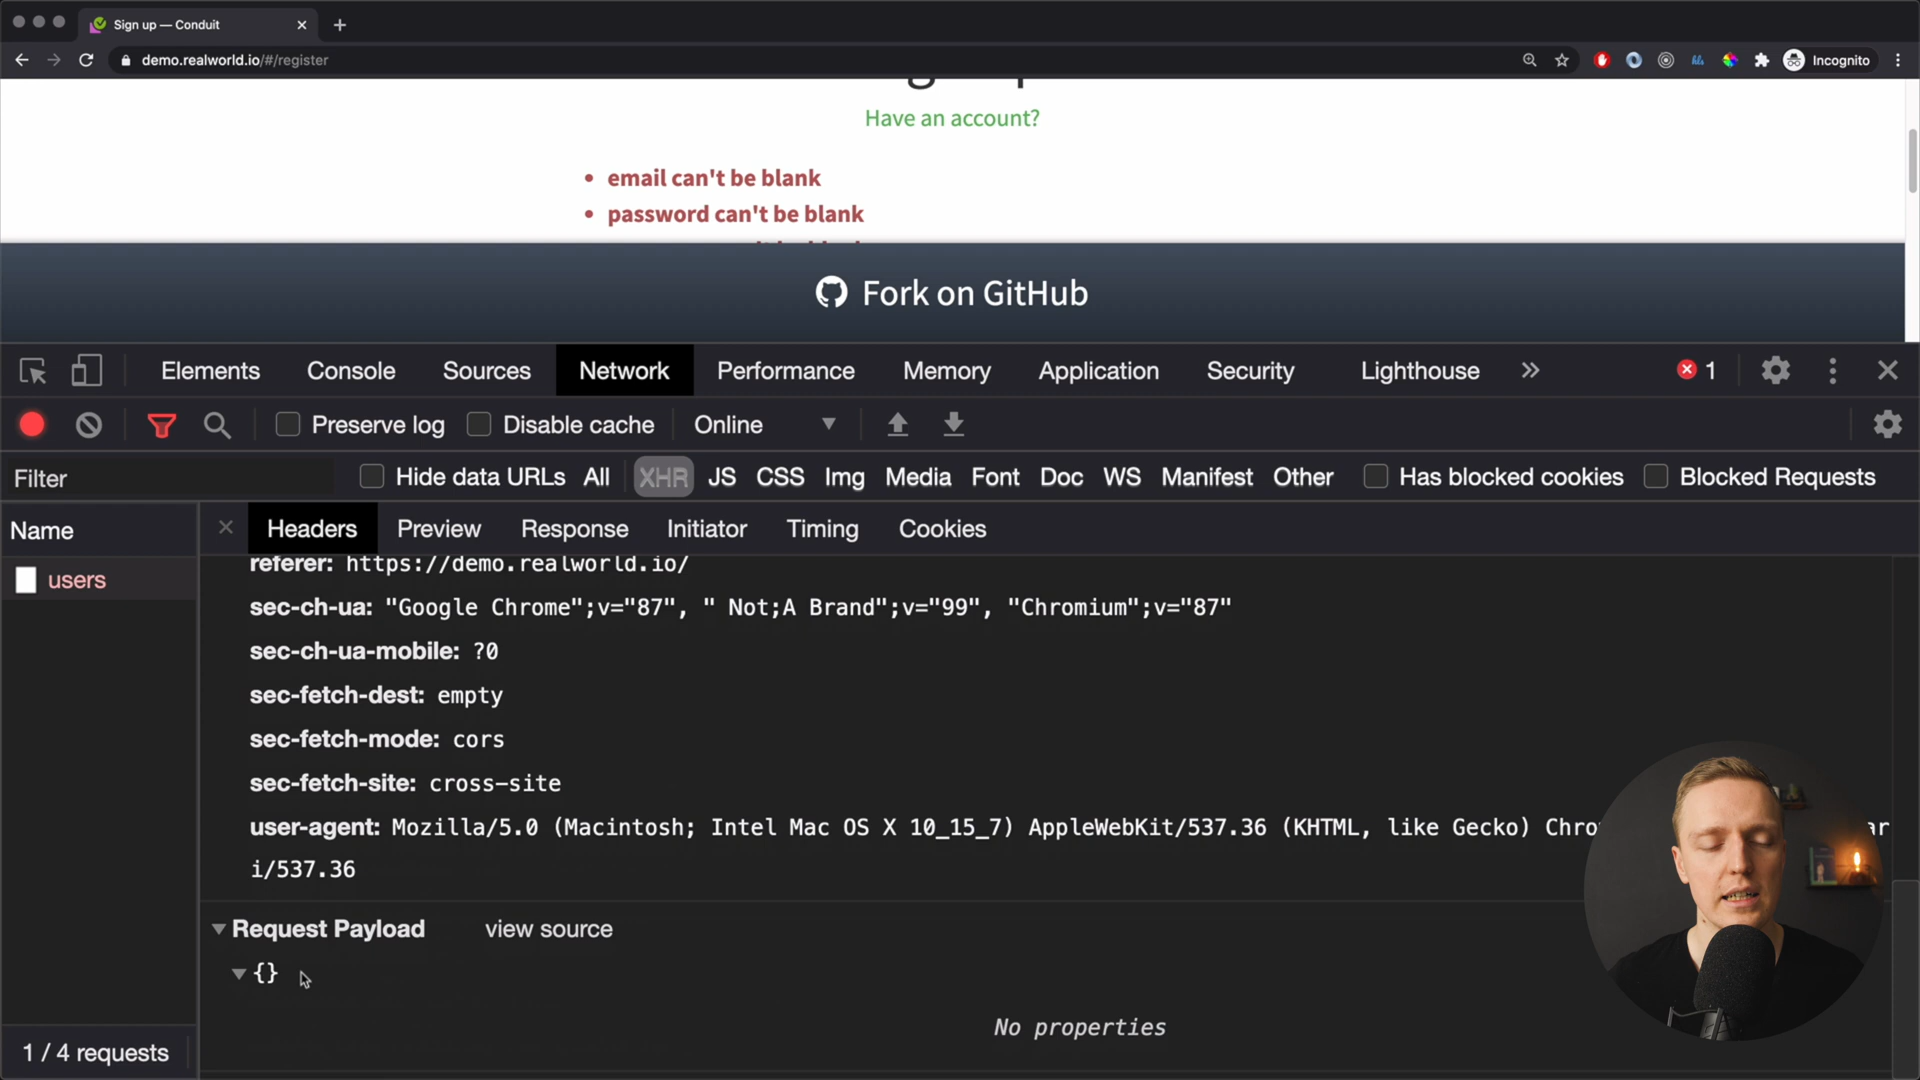 Sign up — Conduit
demo.realworld.io/#/register
Incognito
Have an account?
email can't be blank
password can't be blank
Fork on GitHub
Elements Console Sources Network Performance Memory Application Security Lighthouse 1
Preserve log Disable cache Online
Filter Hide data URLs All XHR JS CSS Img Media Font Doc WS Manifest Other Has blocked cookies Blocked Requests
Name Headers Preview Response Initiator Timing Cookies
users
referer: https://demo.realworld.io/
sec-ch-ua: "Google Chrome";v="87", " Not;A Brand";v="99", "Chromium";v="87"
sec-ch-ua-mobile: ?0
sec-fetch-dest: empty
sec-fetch-mode: cors
sec-fetch-site: cross-site
user-agent: Mozilla/5.0 (Macintosh; Intel Mac OS X 10_15_7) AppleWebKit/537.36 (KHTML, like Gecko) Chro ar
i/537.36
Request Payload view source
{}
No properties
1 / 4 requests